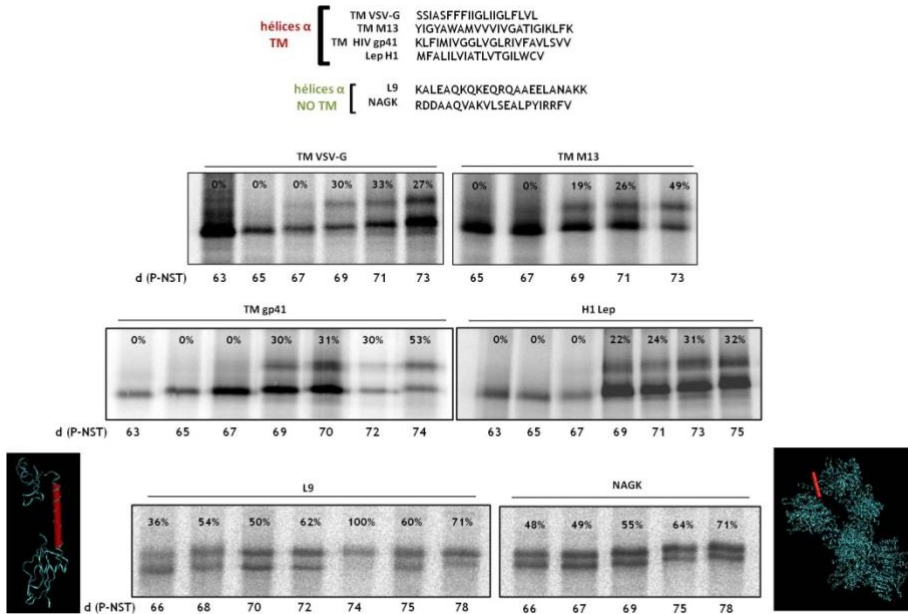 TM VSV-G SSIASFFFIIGLIIGLFLVL
hélices α TM M13 YIGYAWAMVVVIVGATIGIKLFK
TM TM HIV gp41 KLFIMIVGGLVGLRIVFAVLSVV
Lep H1 MFALILVIATLVTGILWCV
hélices α L9 KALEAQKQKEQRQAAEELANAKK
NO TM NAGK RDDAAQVAKVLSEALPYIRRFV
TM VSV-G TM M13
0% 0% 0% 30% 33% 27% 0% 0% 19% 26% 49%
d (P-NST) 63 65 67 69 71 73 65 67 69 71 73
TM gp41 H1 Lep
0% 0% 0% 30% 31% 30% 53% 0% 0% 0% 22% 24% 31% 32%
d (P-NST) 63 65 67 69 70 72 74 63 65 67 69 71 73 75
L9 NAGK
36% 54% 50% 62% 100% 60% 71% 48% 49% 55% 64% 71%
d (P-NST) 66 68 70 72 74 75 78 66 67 69 75 78